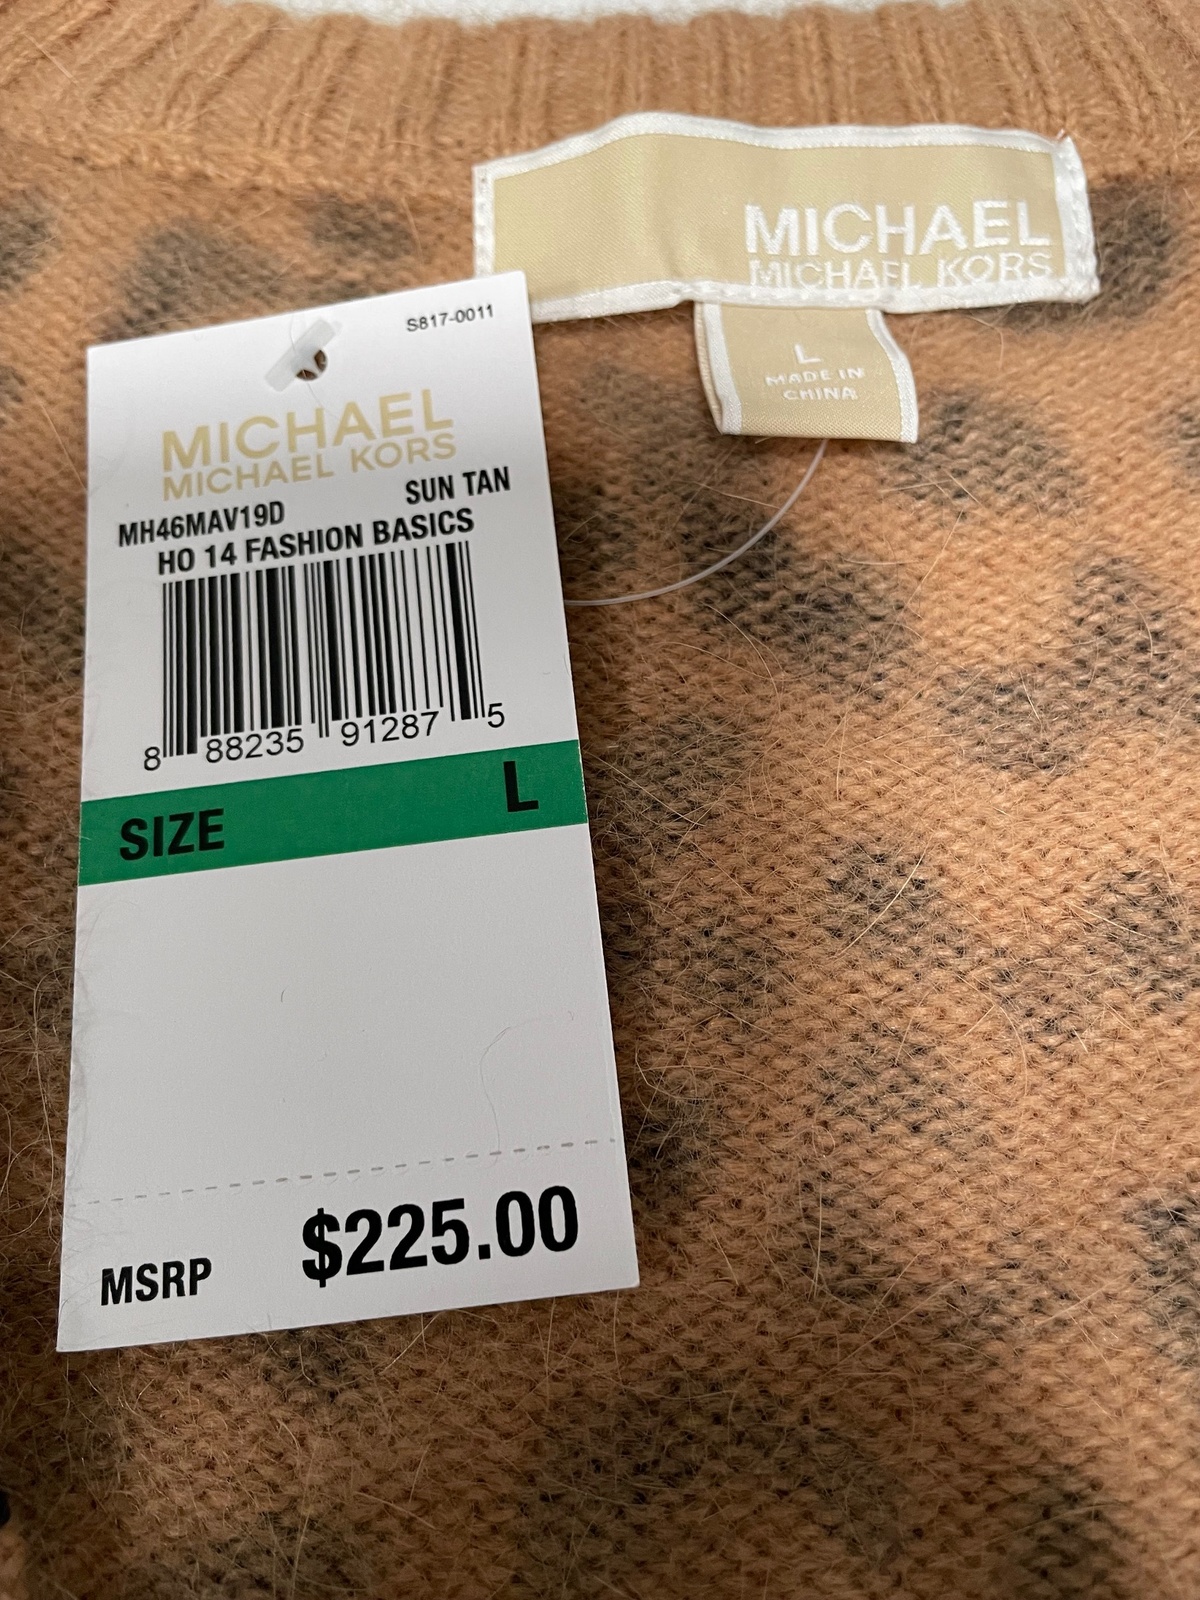 MICHAEL
MICHAEL KORS
L
MADE IN
CHINA
S817-0011
MICHAEL
MICHAEL KORS
MH46MAV19D SUN TAN
HO 14 FASHION BASICS
8 88235 91287 5
SIZE L
MSRP $225.00